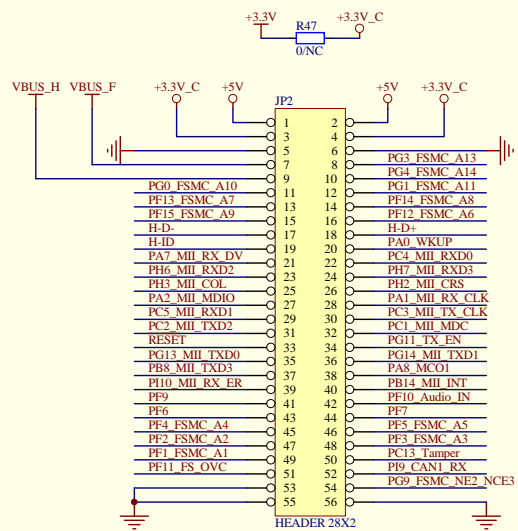 +3.3V R47 +3.3V_C
0/NC
VBUS_H VBUS_F +3.3V_C +5V +5V +3.3V_C
JP2
1 2
3 4
5 6
7 8 PG3_FSMC_A13
9 10 PG4_FSMC_A14
PG0_FSMC_A10 11 12 PG1_FSMC_A11
PF13_FSMC_A7 13 14 PF14_FSMC_A8
PF15_FSMC_A9 15 16 PF12_FSMC_A6
H-D- 17 18 H-D+
H-ID 19 20 PA0_WKUP
PA7_MII_RX_DV 21 22 PC4_MII_RXD0
PH6_MII_RXD2 23 24 PH7_MII_RXD3
PH3_MII_COL 25 26 PH2_MII_CRS
PA2_MII_MDIO 27 28 PA1_MII_RX_CLK
PC5_MII_RXD1 29 30 PC3_MII_TX_CLK
PC2_MII_TXD2 31 32 PC1_MII_MDC
RESET 33 34 PG11_TX_EN
PG13_MII_TXD0 35 36 PG14_MII_TXD1
PB8_MII_TXD3 37 38 PA8_MCO1
PI10_MII_RX_ER 39 40 PB14_MII_INT
PF9 41 42 PF10_Audio_IN
PF6 43 44 PF7
PF4_FSMC_A4 45 46 PF5_FSMC_A5
PF2_FSMC_A2 47 48 PF3_FSMC_A3
PF1_FSMC_A1 49 50 PC13_Tamper
PF11_FS_OVC 51 52 PI9_CAN1_RX
53 54 PG9_FSMC_NE2_NCE3
55 56
HEADER 28X2